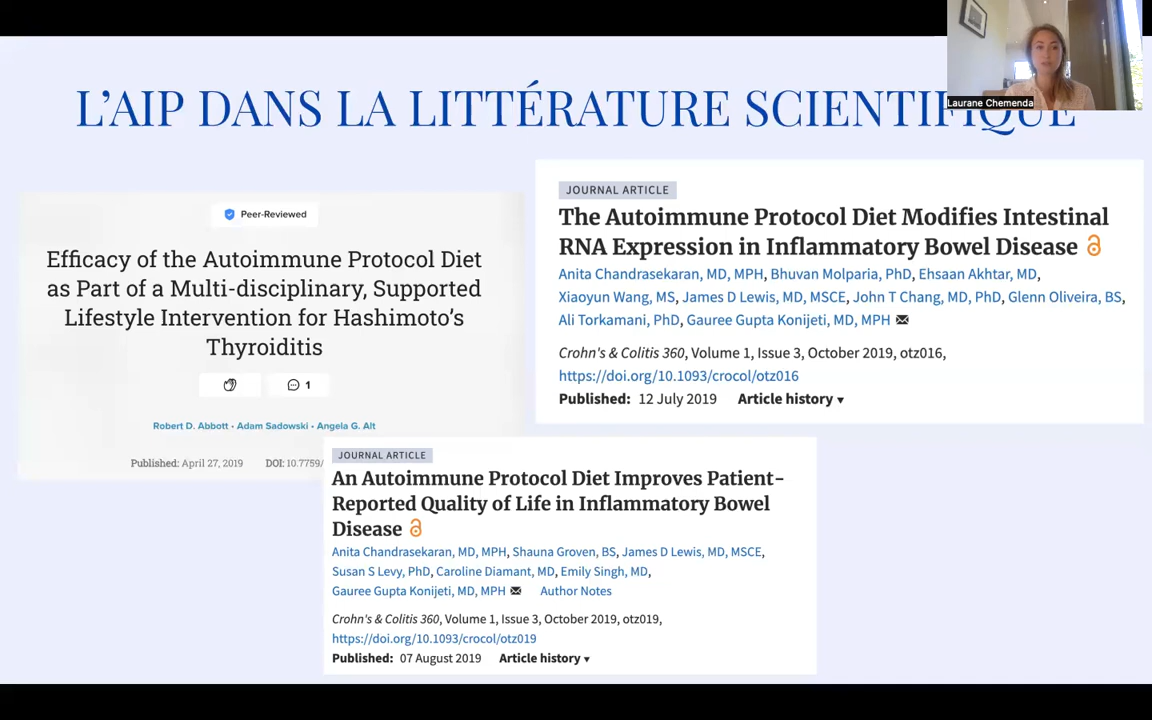 L'AIP DANS LA LITTÉRATURE SCIENTIFIQUE
Laurane Chemenda
Peer-Reviewed
Efficacy of the Autoimmune Protocol Diet
as Part of a Multi-disciplinary, Supported
Lifestyle Intervention for Hashimoto's
Thyroiditis
1
Robert D. Abbott • Adam Sadowski • Angela G. Alt
Published: April 27, 2019 DOI: 10.7759/
JOURNAL ARTICLE
The Autoimmune Protocol Diet Modifies Intestinal
RNA Expression in Inflammatory Bowel Disease
Anita Chandrasekaran, MD, MPH, Bhuvan Molparia, PhD, Ehsaan Akhtar, MD,
Xiaoyun Wang, MS, James D Lewis, MD, MSCE, John T Chang, MD, PhD, Glenn Oliveira, BS,
Ali Torkamani, PhD, Gauree Gupta Konijeti, MD, MPH
Crohn's & Colitis 360, Volume 1, Issue 3, October 2019, otz016,
https://doi.org/10.1093/crocol/otz016
Published: 12 July 2019 Article history ▾
JOURNAL ARTICLE
An Autoimmune Protocol Diet Improves Patient-
Reported Quality of Life in Inflammatory Bowel
Disease
Anita Chandrasekaran, MD, MPH, Shauna Groven, BS, James D Lewis, MD, MSCE,
Susan S Levy, PhD, Caroline Diamant, MD, Emily Singh, MD,
Gauree Gupta Konijeti, MD, MPH Author Notes
Crohn's & Colitis 360, Volume 1, Issue 3, October 2019, otz019,
https://doi.org/10.1093/crocol/otz019
Published: 07 August 2019 Article history ▾